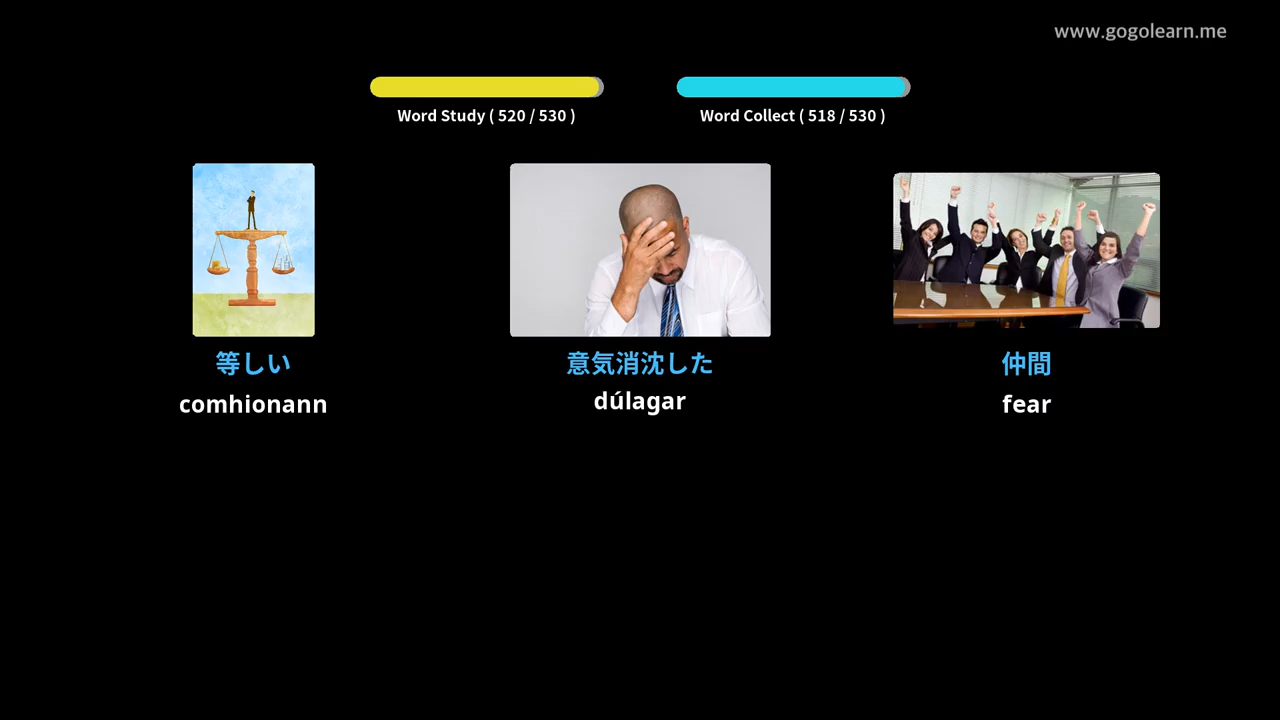 www.gogolearn.me
Word Study ( 520 / 530 )
Word Collect ( 518 / 530 )
等しい
意気消沈した
仲間
comhionann
dúlagar
fear